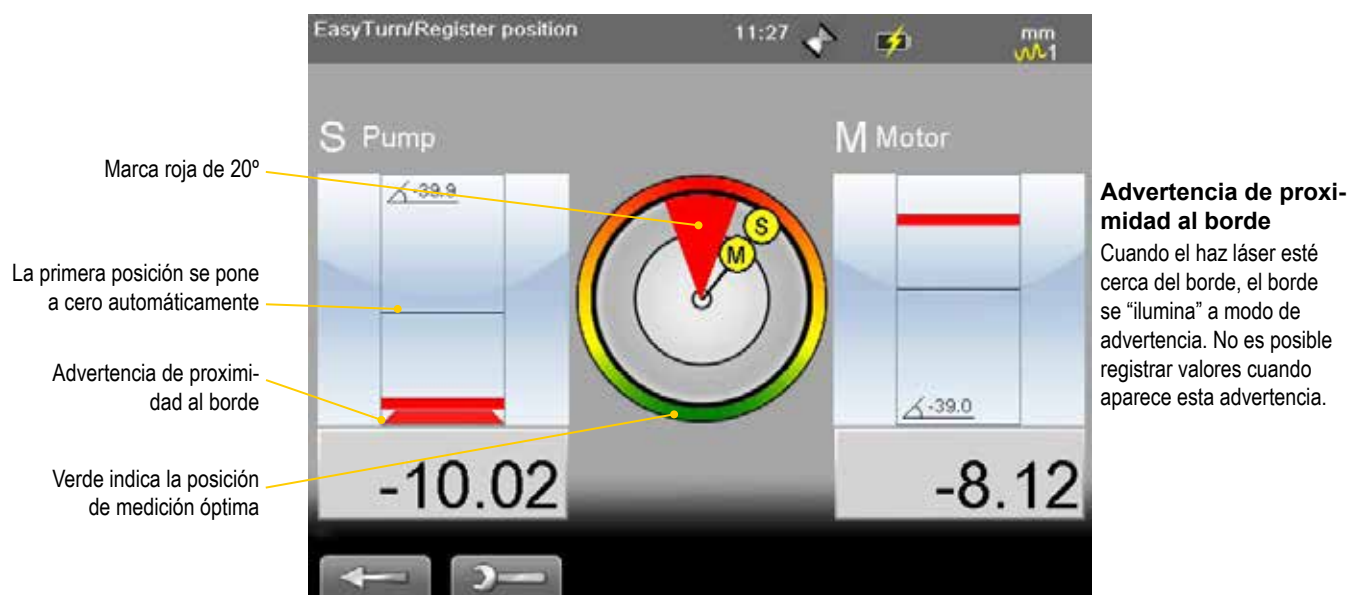 EasyTurn/Register position
11:27
mm
1
S Pump
M Motor
-39.9
S
M
-39.0
-10.02
-8.12
Marca roja de 20º
La primera posición se pone
a cero automáticamente
Advertencia de proximi-
dad al borde
Verde indica la posición
de medición óptima
Advertencia de proxi-
midad al borde
Cuando el haz láser esté
cerca del borde, el borde
se “ilumina” a modo de
advertencia. No es posible
registrar valores cuando
aparece esta advertencia.